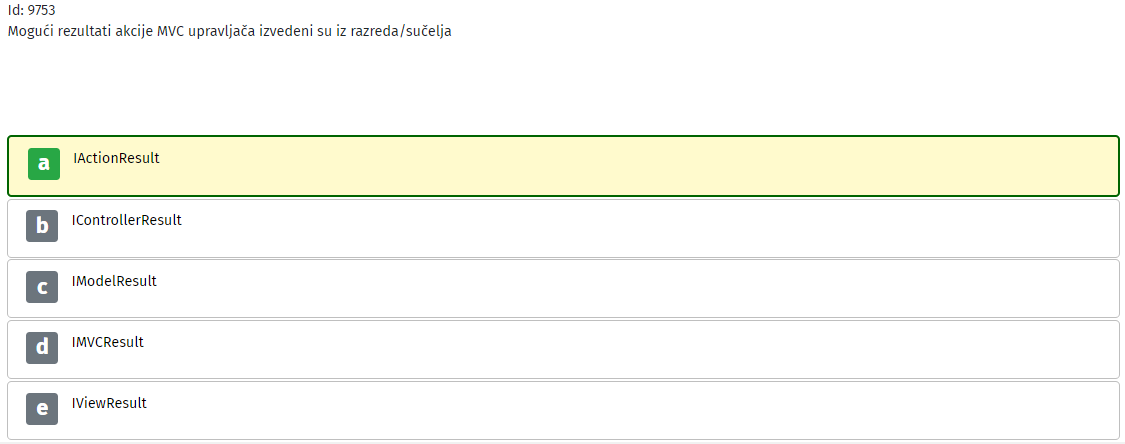 Id: 9753
Mogući rezultati akcije MVC upravljača izvedeni su iz razreda/sučelja
a IActionResult
b IControllerResult
c IModelResult
d IMVCResult
e IViewResult